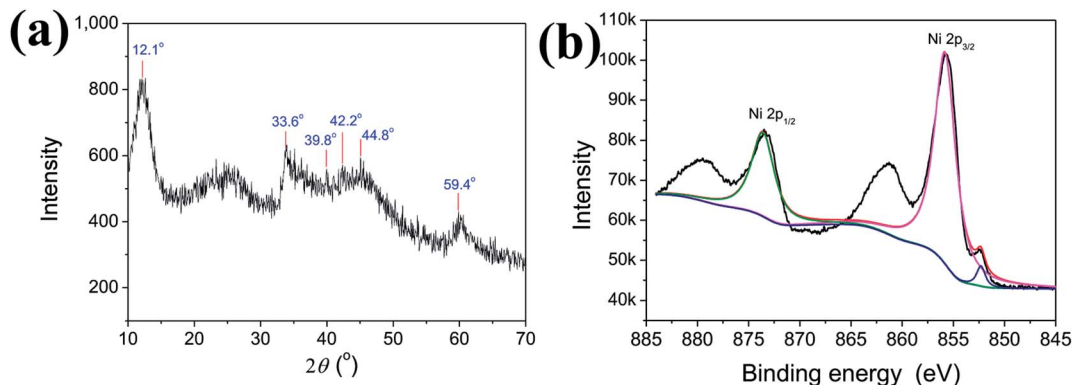 (a)
1,000
800
600
400
200
Intensity
12.1°
33.6°
39.8°
42.2°
44.8°
59.4°
10 20 30 40 50 60 70
2θ (°)
(b)
110k
100k
90k
80k
70k
60k
50k
40k
Intensity
Ni 2p1/2
Ni 2p3/2
885 880 875 870 865 860 855 850 845
Binding energy (eV)